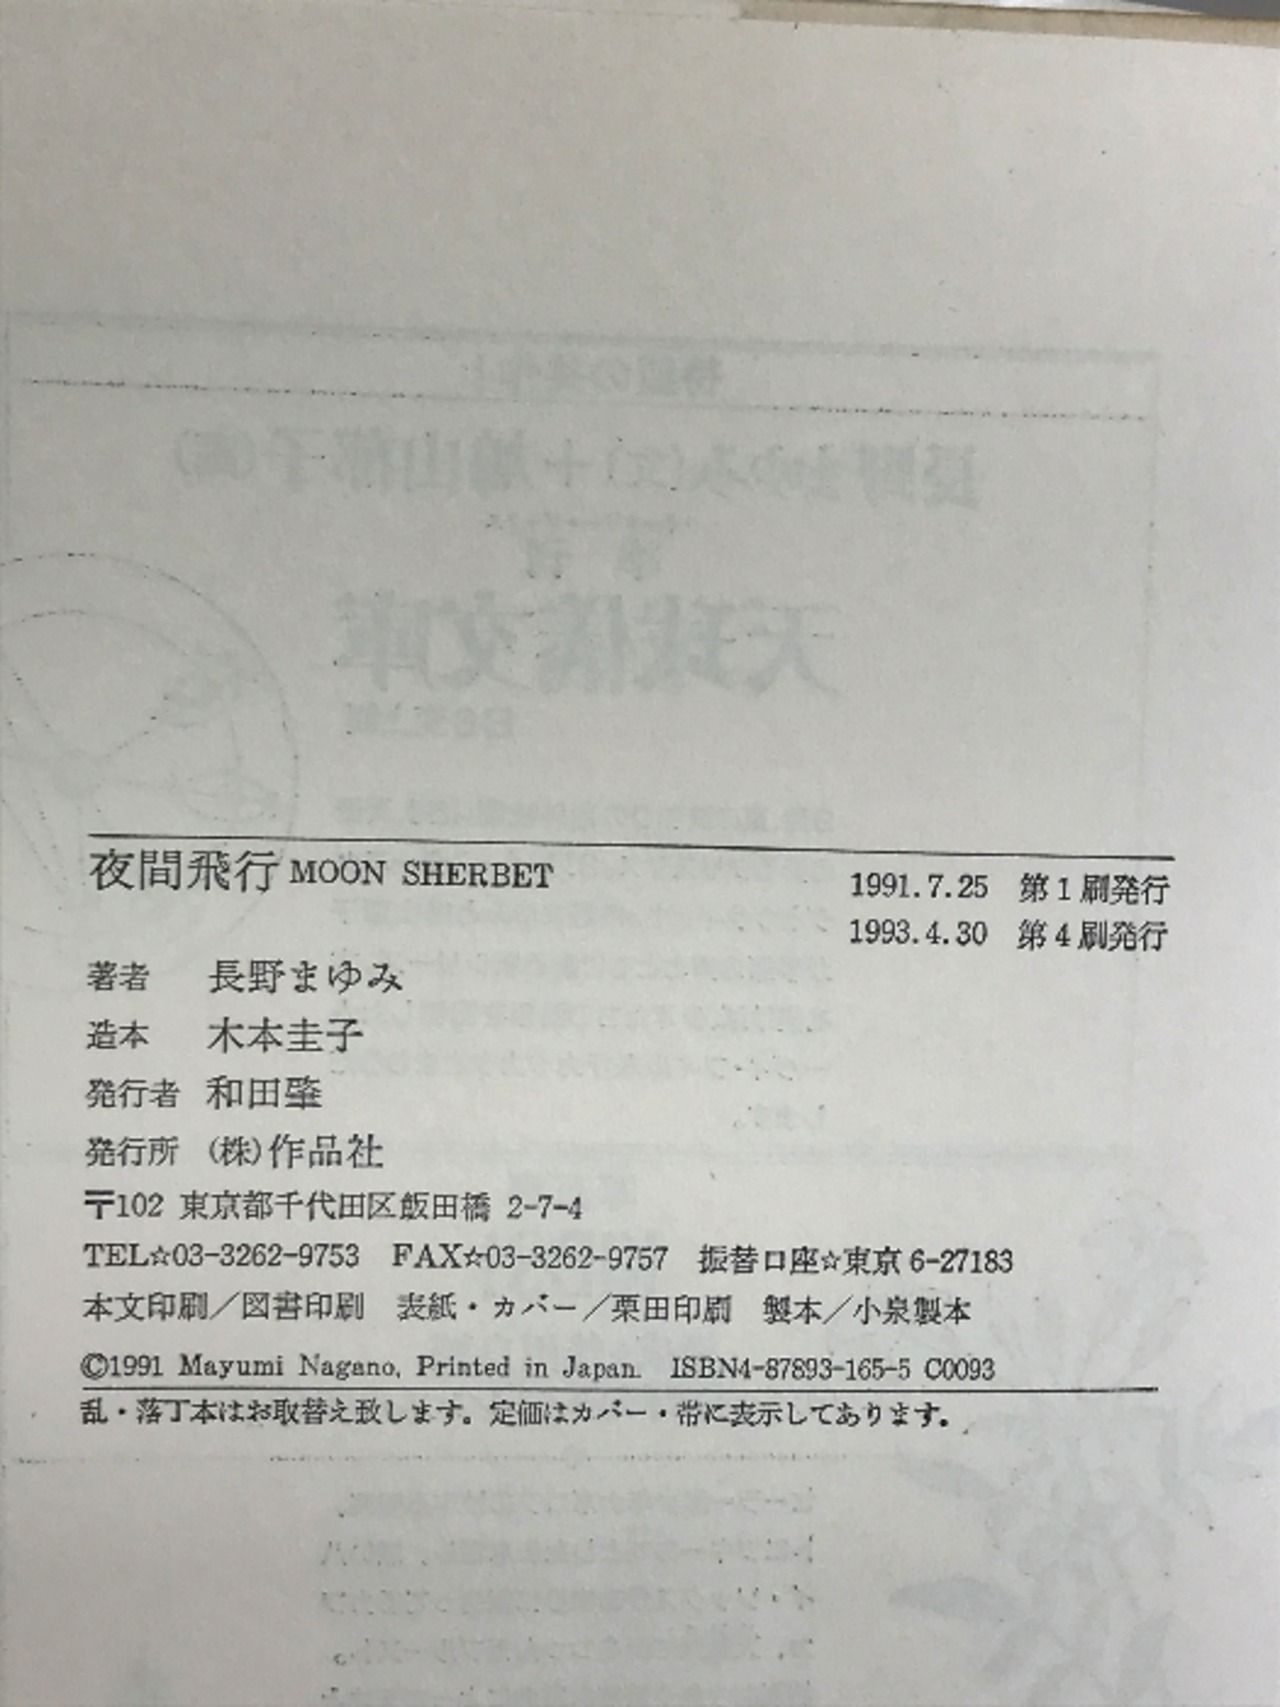 夜間飛行 MOON SHERBET
1991.7.25 第1刷発行
1993.4.30 第4刷発行
著者 長野まゆみ
造本 木本圭子
発行者 和田肇
発行所 (株)作品社
〒102 東京都千代田区飯田橋 2-7-4
TEL☆03-3262-9753 FAX☆03-3262-9757 振替口座☆東京6-27183
本文印刷/図書印刷 表紙・カバー/栗田印刷 製本/小泉製本
©1991 Mayumi Nagano, Printed in Japan. ISBN4-87893-165-5 C0093
乱・落丁本はお取替え致します。定価はカバー・帯に表示してあります。